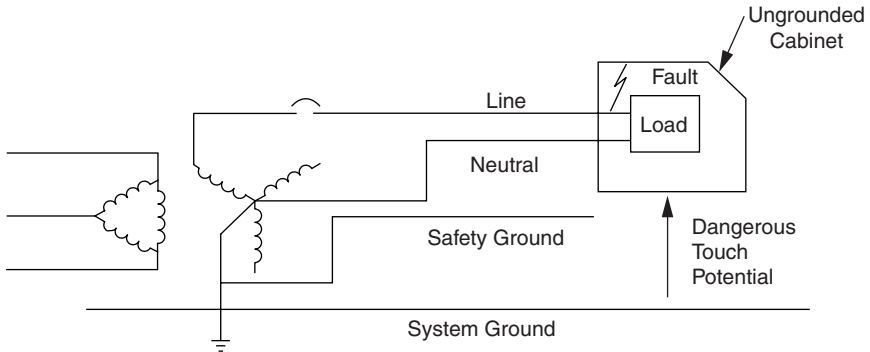 Ungrounded
Cabinet
Fault
Line
Load
Neutral
Safety Ground
Dangerous
Touch
Potential
System Ground